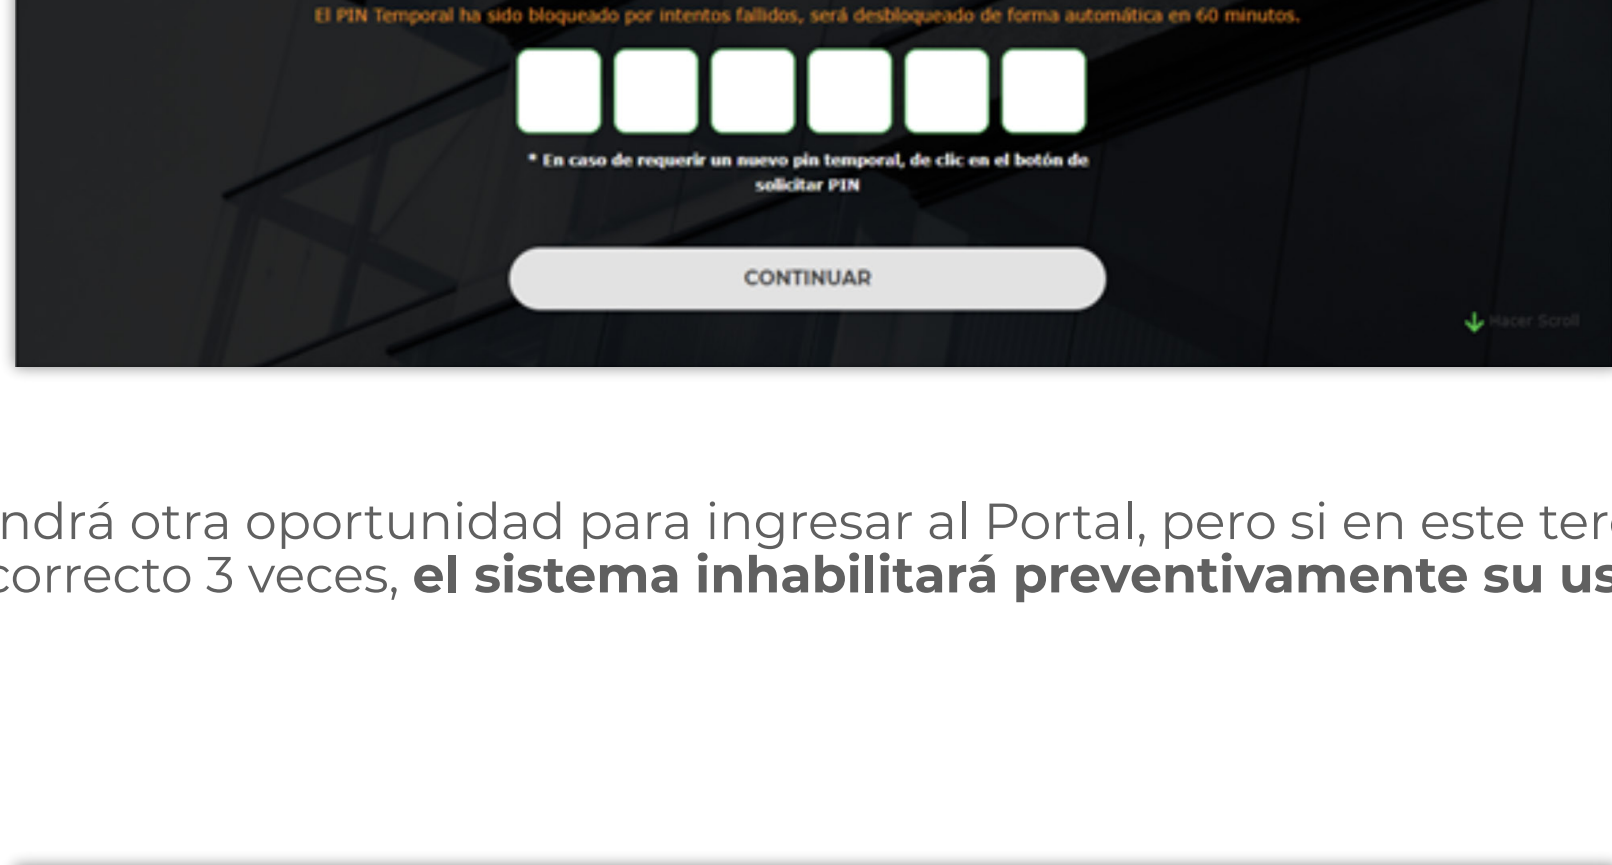 El PIN Temporal ha sido bloqueado por intentos fallidos, será desbloqueado de forma automática en 60 minutos.
* En caso de requerir un nuevo pin temporal, de clic en el botón de
solicitar PIN
CONTINUAR
Hacer Scroll
ndrá otra oportunidad para ingresar al Portal, pero si en este ter
correcto 3 veces, el sistema inhabilitará preventivamente su us